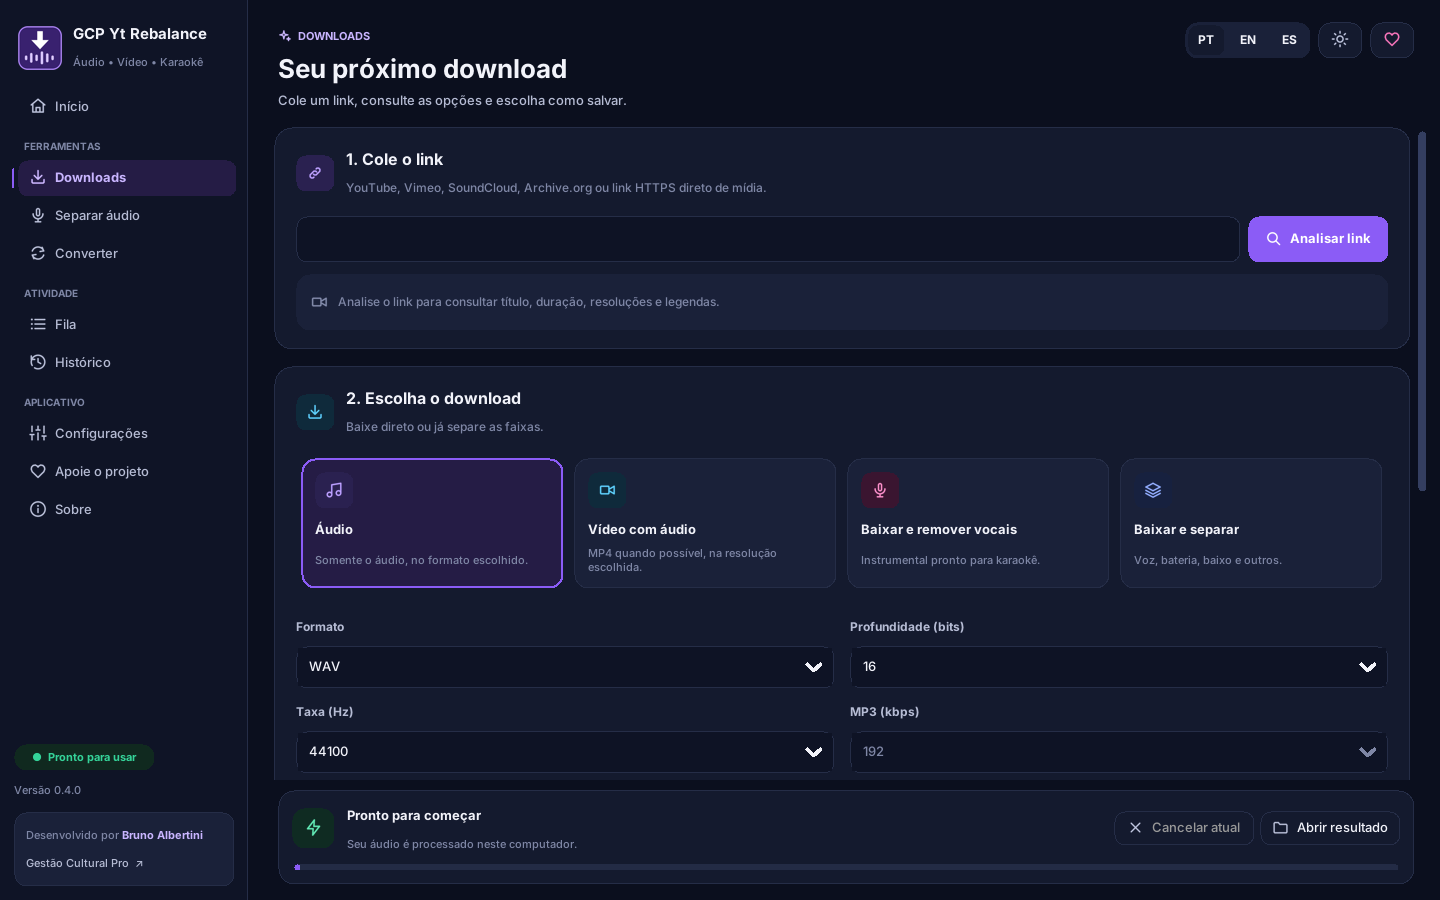 GCP Yt Rebalance
Áudio • Vídeo • Karaokê
Início
FERRAMENTAS
Downloads
Separar áudio
Converter
ATIVIDADE
Fila
Histórico
APLICATIVO
Configurações
Apoie o projeto
Sobre
Pronto para usar
Versão 0.4.0
Desenvolvido por Bruno Albertini
Gestão Cultural Pro ↗
DOWNLOADS
Seu próximo download
Cole um link, consulte as opções e escolha como salvar.
PT EN ES
1. Cole o link
YouTube, Vimeo, SoundCloud, Archive.org ou link HTTPS direto de mídia.
Analisar link
Analise o link para consultar título, duração, resoluções e legendas.
2. Escolha o download
Baixe direto ou já separe as faixas.
Áudio
Somente o áudio, no formato escolhido.
Vídeo com áudio
MP4 quando possível, na resolução
escolhida.
Baixar e remover vocais
Instrumental pronto para karaokê.
Baixar e separar
Voz, bateria, baixo e outros.
Formato
WAV
Profundidade (bits)
16
Taxa (Hz)
44100
MP3 (kbps)
192
Pronto para começar
Seu áudio é processado neste computador.
Cancelar atual
Abrir resultado